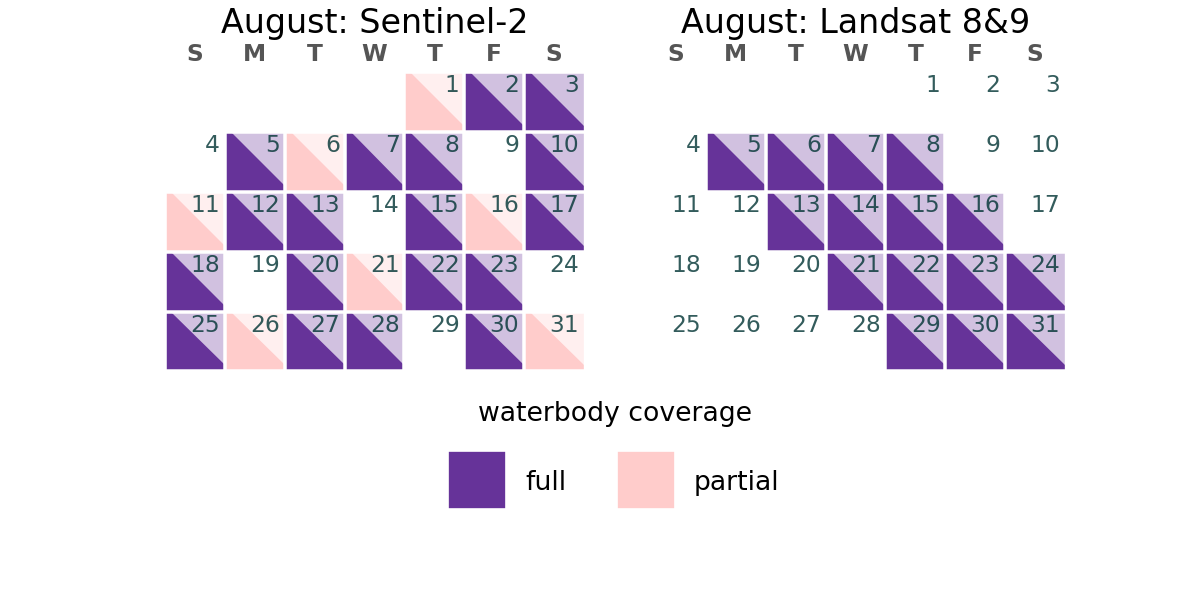 August: Sentinel-2
S M T W T F S
1 2 3
4 5 6 7 8 9 10
11 12 13 14 15 16 17
18 19 20 21 22 23 24
25 26 27 28 29 30 31
August: Landsat 8&9
S M T W T F S
1 2 3
4 5 6 7 8 9 10
11 12 13 14 15 16 17
18 19 20 21 22 23 24
25 26 27 28 29 30 31
waterbody coverage
full partial